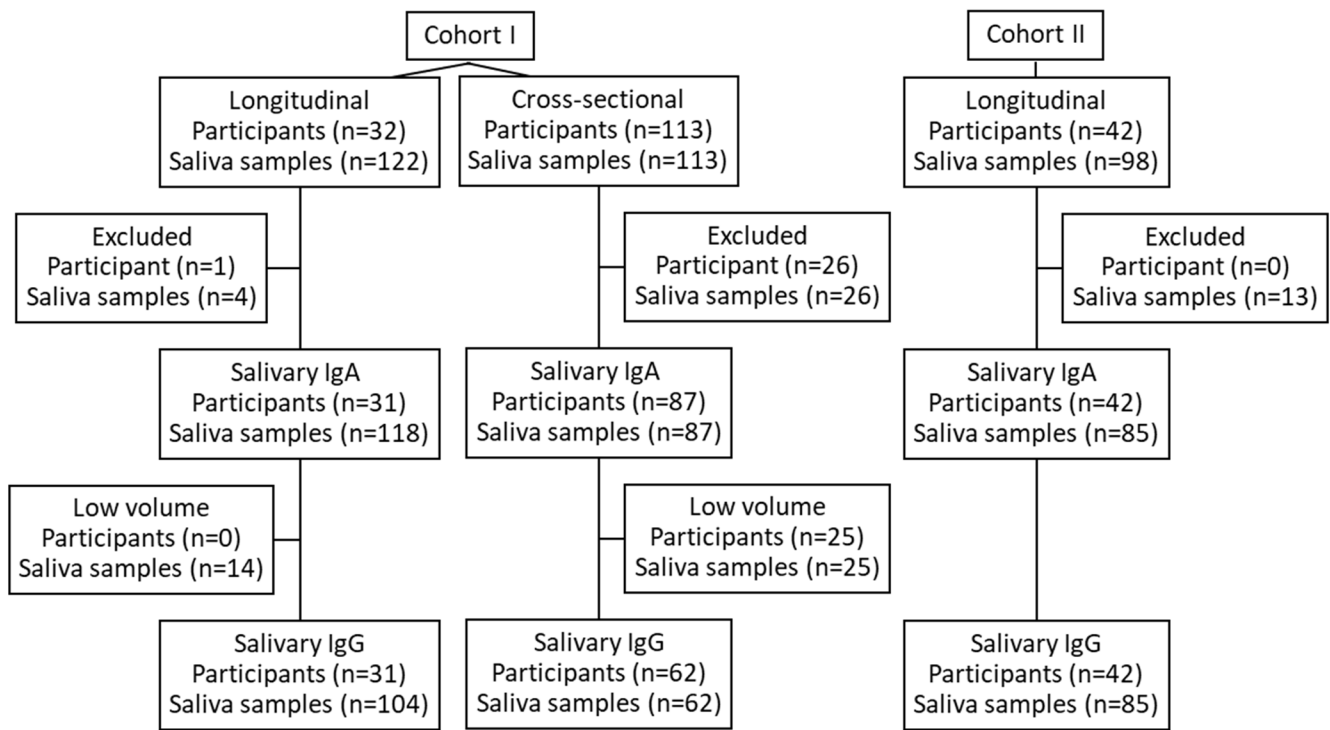 Cohort I
Cohort II
Longitudinal
Participants (n=32)
Saliva samples (n=122)
Cross-sectional
Participants (n=113)
Saliva samples (n=113)
Longitudinal
Participants (n=42)
Saliva samples (n=98)
Excluded
Participant (n=1)
Saliva samples (n=4)
Excluded
Participant (n=26)
Saliva samples (n=26)
Excluded
Participant (n=0)
Saliva samples (n=13)
Salivary IgA
Participants (n=31)
Saliva samples (n=118)
Salivary IgA
Participants (n=87)
Saliva samples (n=87)
Salivary IgA
Participants (n=42)
Saliva samples (n=85)
Low volume
Participants (n=0)
Saliva samples (n=14)
Low volume
Participants (n=25)
Saliva samples (n=25)
Salivary IgG
Participants (n=31)
Saliva samples (n=104)
Salivary IgG
Participants (n=62)
Saliva samples (n=62)
Salivary IgG
Participants (n=42)
Saliva samples (n=85)